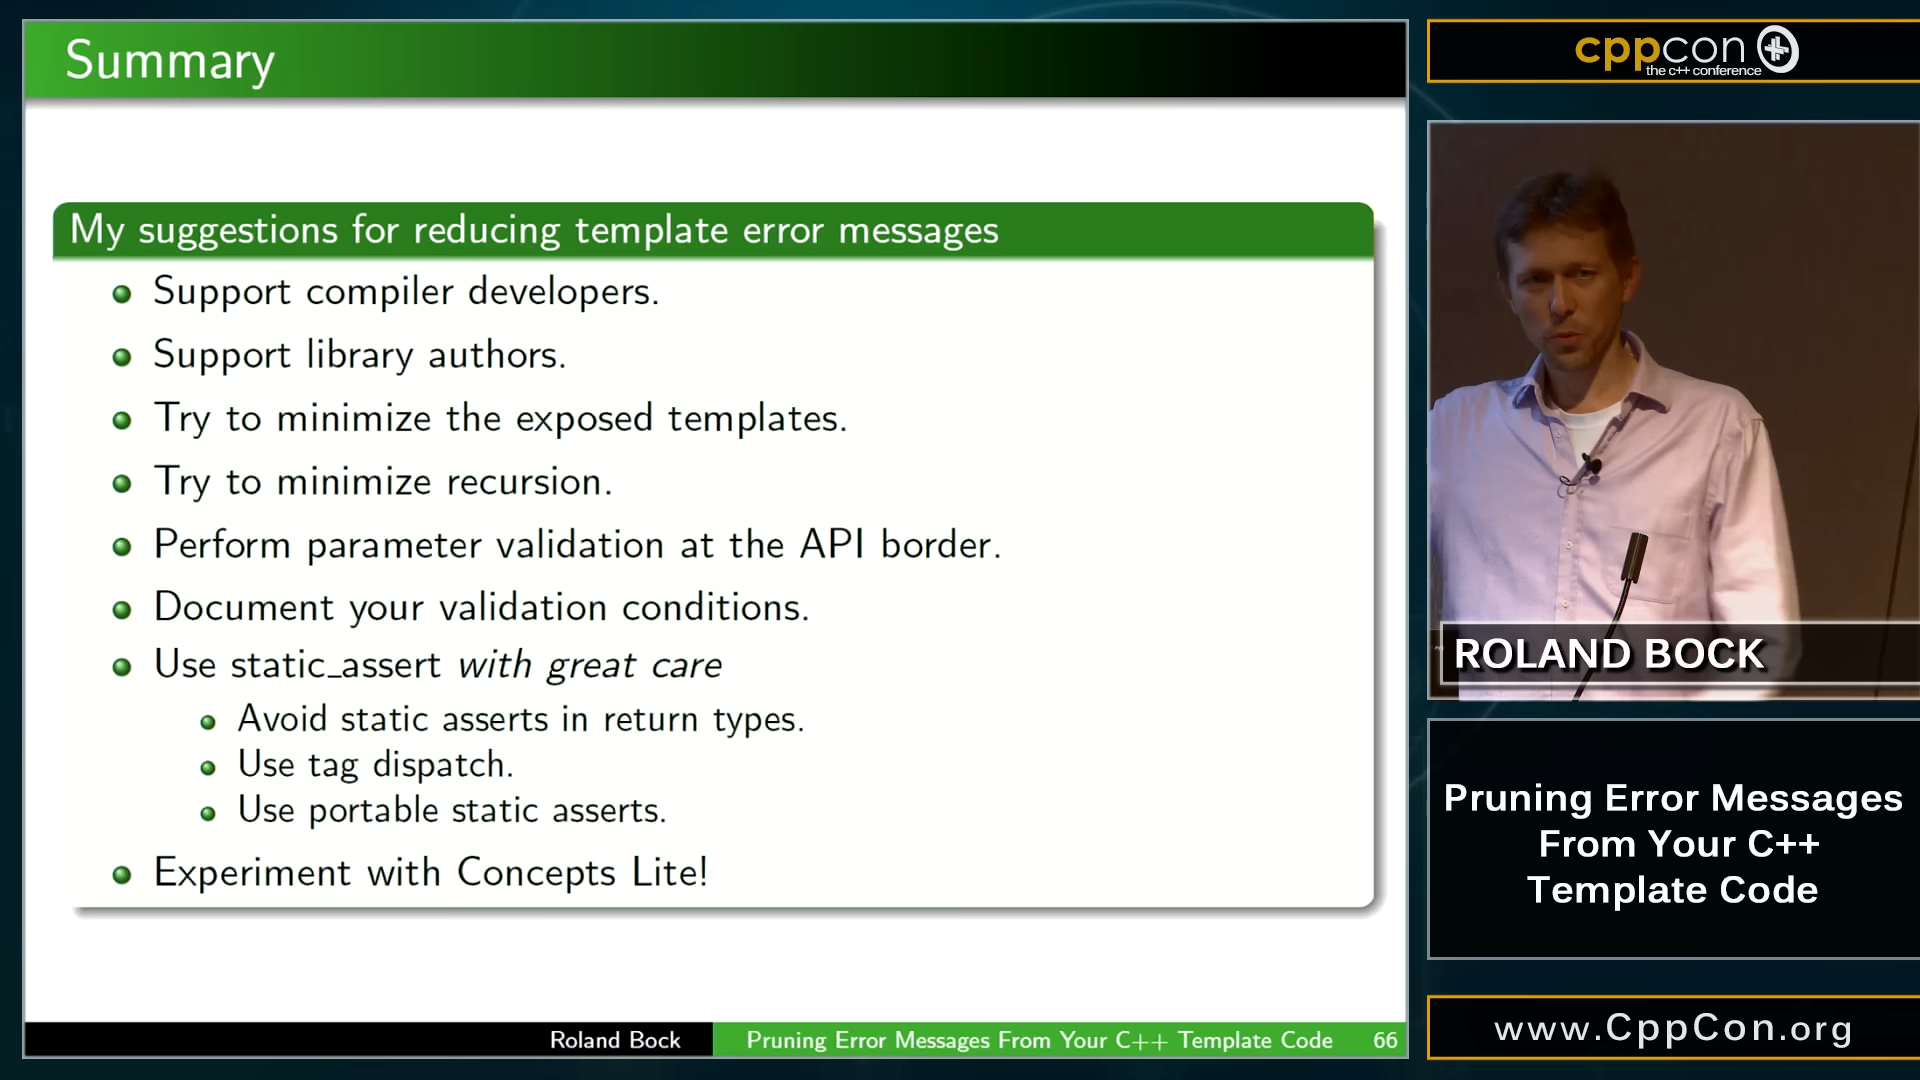 Summary
My suggestions for reducing template error messages
Support compiler developers.
Support library authors.
Try to minimize the exposed templates.
Try to minimize recursion.
Perform parameter validation at the API border.
Document your validation conditions.
Use static_assert with great care
Avoid static asserts in return types.
Use tag dispatch.
Use portable static asserts.
Experiment with Concepts Lite!
Roland Bock
Pruning Error Messages From Your C++ Template Code
66
cppcon
the c++ conference
ROLAND BOCK
Pruning Error Messages
From Your C++
Template Code
www.CppCon.org